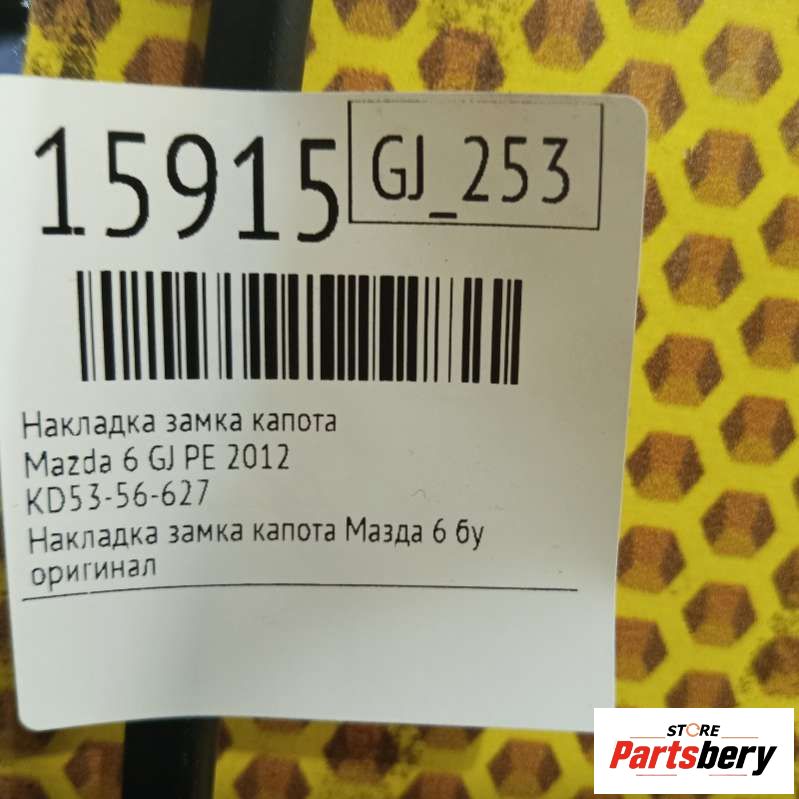 15915
GJ_253
Накладка замка капота
Mazda 6 GJ PE 2012
KD53-56-627
Накладка замка капота Мазда 6 бу
оригинал
STORE
Partsbery